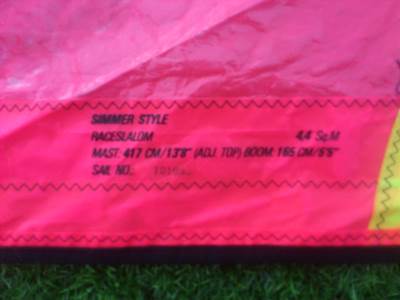 SIMMER STYLE
RACESLALOM 4,4 Sq.M
MAST: 417 CM/13'8" (ADJ. TOP) BOOM: 165 CM/5'5"
SAIL NO.: